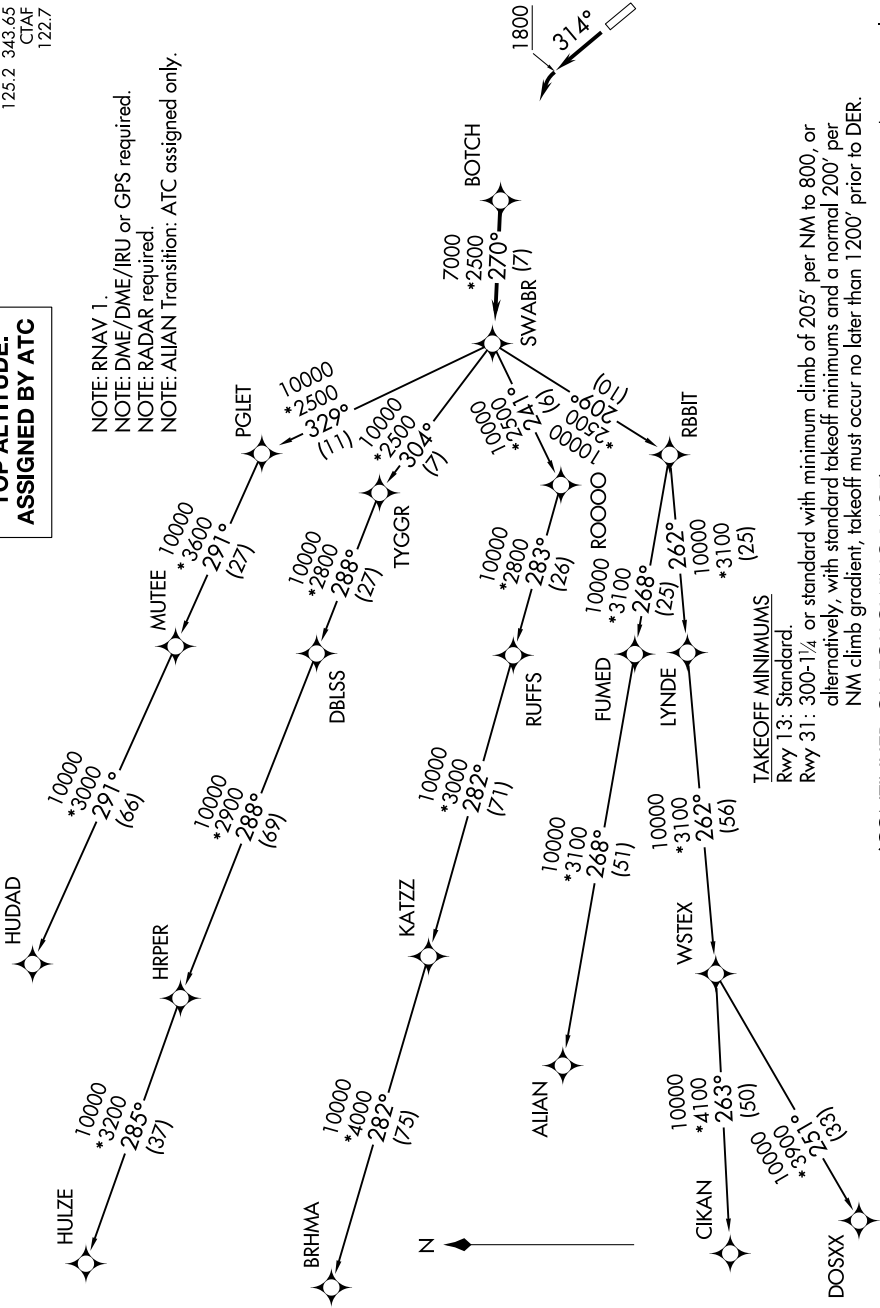 125.2 343.65
CTAF
122.7
ASSIGNED BY ATC
NOTE: RNAV 1.
NOTE: DME/DME/IRU or GPS required.
NOTE: RADAR required.
NOTE: ALIAN Transition: ATC assigned only.
1800
314°
BOTCH
7000
*2500
270°
(7)
SWABR
10000
*2500
329°
(11)
PGLET
10000
*3600
291°
(27)
MUTEE
10000
*3000
291°
(66)
HUDAD
10000
*2500
304°
(7)
TYGGR
10000
*2800
288°
(27)
DBLSS
10000
*2900
288°
(69)
HRPER
10000
*3200
285°
(37)
HULZE
10000
*2500
241°
(6)
ROOOO
10000
*2800
283°
(26)
RUFFS
10000
*3000
282°
(71)
KATZZ
10000
*4000
282°
(75)
BRHMA
10000
*2500
209°
(10)
RBBIT
10000
*3100
268°
(25)
FUMED
10000
*3100
268°
(51)
ALIAN
262°
10000
*3100
(25)
LYNDE
10000
*3100
262°
(56)
WSTEX
10000
*4100
263°
(50)
CIKAN
10000
*3900
251°
(33)
DOSXX
N
TAKEOFF MINIMUMS
Rwy 13: Standard.
Rwy 31: 300-1¼ or standard with minimum climb of 205' per NM to 800, or
alternatively, with standard takeoff minimums and a normal 200' per
NM climb gradient, takeoff must occur no later than 1200' prior to DER.